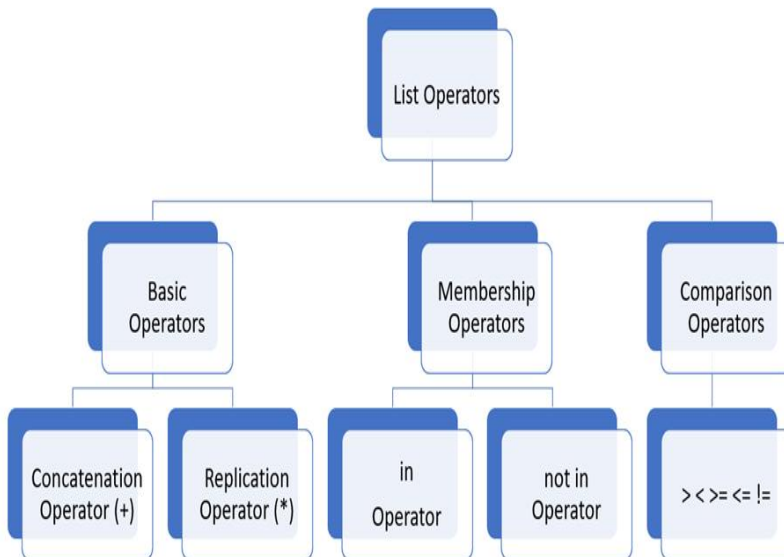 List Operators
Basic
Operators
Membership
Operators
Comparison
Operators
Concatenation
Operator (+)
Replication
Operator (*)
in
Operator
not in
Operator
> < >= <= !=